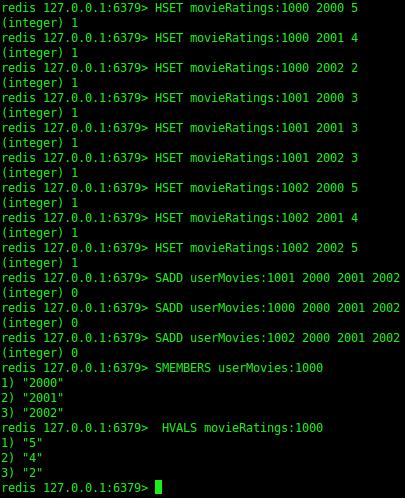 redis 127.0.0.1:6379> HSET movieRatings:1000 2000 5
(integer) 1
redis 127.0.0.1:6379> HSET movieRatings:1000 2001 4
(integer) 1
redis 127.0.0.1:6379> HSET movieRatings:1000 2002 2
(integer) 1
redis 127.0.0.1:6379> HSET movieRatings:1001 2000 3
(integer) 1
redis 127.0.0.1:6379> HSET movieRatings:1001 2001 3
(integer) 1
redis 127.0.0.1:6379> HSET movieRatings:1001 2002 3
(integer) 1
redis 127.0.0.1:6379> HSET movieRatings:1002 2000 5
(integer) 1
redis 127.0.0.1:6379> HSET movieRatings:1002 2001 4
(integer) 1
redis 127.0.0.1:6379> HSET movieRatings:1002 2002 5
(integer) 1
redis 127.0.0.1:6379> SADD userMovies:1001 2000 2001 2002
(integer) 0
redis 127.0.0.1:6379> SADD userMovies:1000 2000 2001 2002
(integer) 0
redis 127.0.0.1:6379> SADD userMovies:1002 2000 2001 2002
(integer) 0
redis 127.0.0.1:6379> SMEMBERS userMovies:1000
1) "2000"
2) "2001"
3) "2002"
redis 127.0.0.1:6379>  HVALS movieRatings:1000
1) "5"
2) "4"
3) "2"
redis 127.0.0.1:6379>